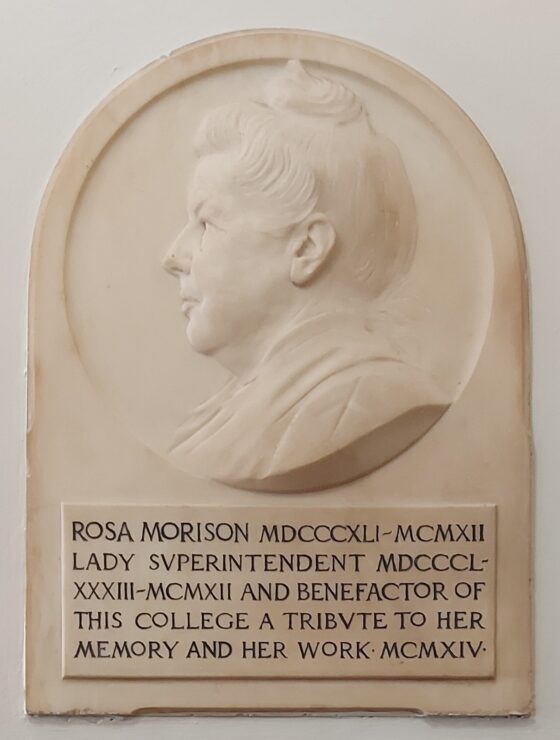 ROSA MORISON MDCCCXLI-MCMXII
LADY SVPERINTENDENT MDCCCL-
XXXIII-MCMXII AND BENEFACTOR OF
THIS COLLEGE A TRIBVTE TO HER
MEMORY AND HER WORK· MCMXIV·